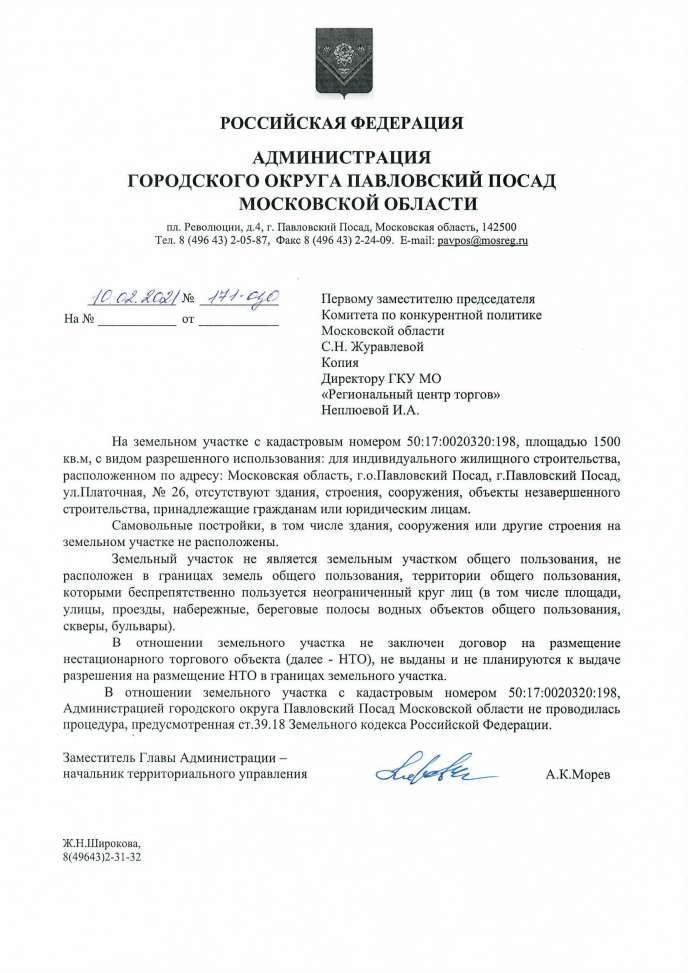 РОССИЙСКАЯ ФЕДЕРАЦИЯ
АДМИНИСТРАЦИЯ
ГОРОДСКОГО ОКРУГА ПАВЛОВСКИЙ ПОСАД
МОСКОВСКОЙ ОБЛАСТИ
пл. Революции, д.4, г. Павловский Посад, Московская область, 142500
Тел. 8 (496 43) 2-05-87, Факс 8 (496 43) 2-24-09. E-mail: pavpos@mosreg.ru
10.02.2021 № 171-
На № ____________ от ____________
Первому заместителю председателя
Комитета по конкурентной политике
Московской области
С.Н. Журавлевой
Копия
Директору ГКУ МО
«Региональный центр торгов»
Неплюевой И.А.
На земельном участке с кадастровым номером 50:17:0020320:198, площадью 1500
кв.м, с видом разрешенного использования: для индивидуального жилищного строительства,
расположенном по адресу: Московская область, г.о.Павловский Посад, г.Павловский Посад,
ул.Платочная, № 26, отсутствуют здания, строения, сооружения, объекты незавершенного
строительства, принадлежащие гражданам или юридическим лицам.
Самовольные постройки, в том числе здания, сооружения или другие строения на
земельном участке не расположены.
Земельный участок не является земельным участком общего пользования, не
расположен в границах земель общего пользования, территории общего пользования,
которыми беспрепятственно пользуется неограниченный круг лиц (в том числе площади,
улицы, проезды, набережные, береговые полосы водных объектов общего пользования,
скверы, бульвары).
В отношении земельного участка не заключен договор на размещение
нестационарного торгового объекта (далее - НТО), не выданы и не планируются к выдаче
разрешения на размещение НТО в границах земельного участка.
В отношении земельного участка с кадастровым номером 50:17:0020320:198,
Администрацией городского округа Павловский Посад Московской области не проводилась
процедура, предусмотренная ст.39.18 Земельного кодекса Российской Федерации.
Заместитель Главы Администрации –
начальник территориального управления
А.К.Морев
Ж.Н.Широкова,
8(49643)2-31-32